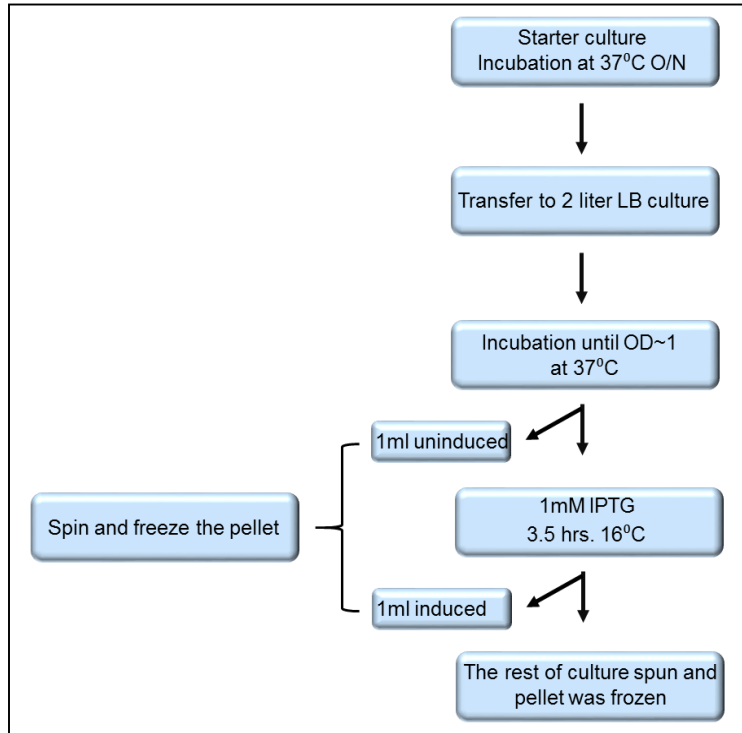 Starter culture
Incubation at 37⁰C O/N
Transfer to 2 liter LB culture
Incubation until OD~1
at 37⁰C
1ml uninduced
Spin and freeze the pellet
1mM IPTG
3.5 hrs. 16⁰C
1ml induced
The rest of culture spun and
pellet was frozen